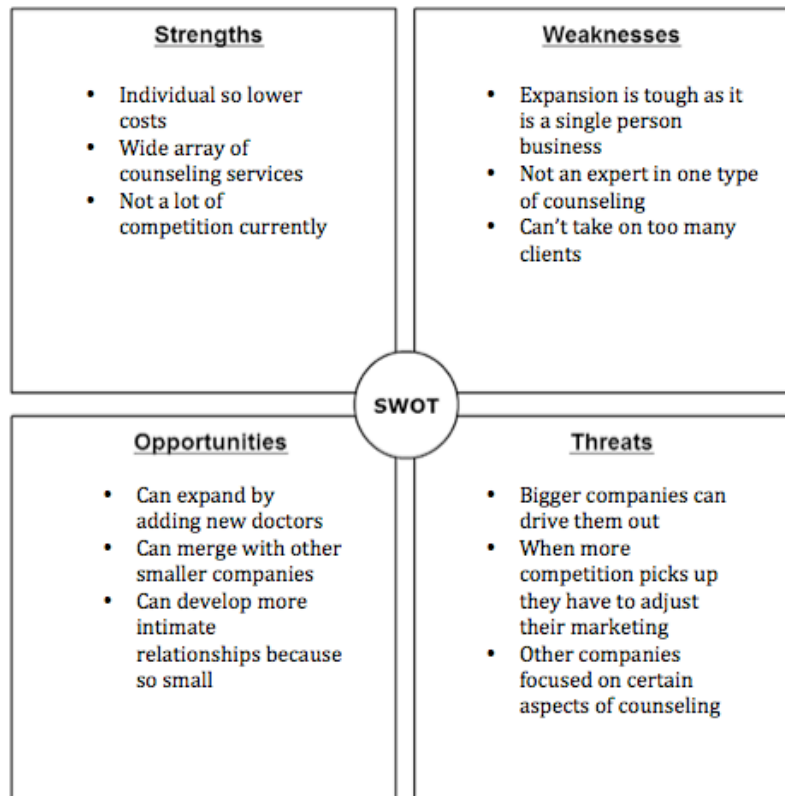 Strengths
• Individual so lower
costs
• Wide array of
counseling services
• Not a lot of
competition currently
Weaknesses
• Expansion is tough as it
is a single person
business
• Not an expert in one type
of counseling
• Can't take on too many
clients
SWOT
Opportunities
• Can expand by
adding new doctors
• Can merge with other
smaller companies
• Can develop more
intimate
relationships because
so small
Threats
• Bigger companies can
drive them out
• When more
competition picks up
they have to adjust
their marketing
• Other companies
focused on certain
aspects of counseling